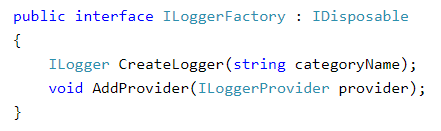 public interface ILoggerFactory : IDisposable
{
    ILogger CreateLogger(string categoryName);
    void AddProvider(ILoggerProvider provider);
}